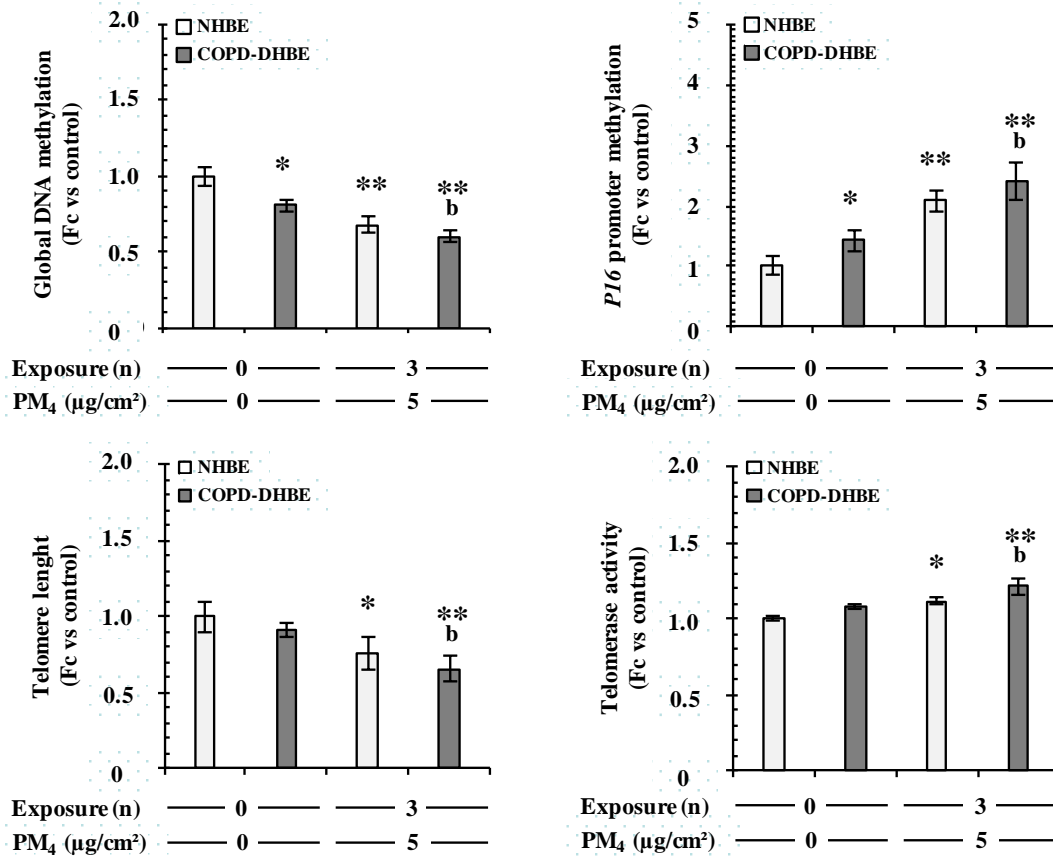 Global DNA methylation
(Fc vs control)
2.0
1.5
1.0
0.5
0
NHBE
COPD-DHBE
*
**
**
b
Exposure (n) 0 3
PM₄ (µg/cm²) 0 5
P16 promoter methylation
(Fc vs control)
5
4
3
2
1
0
NHBE
COPD-DHBE
*
**
**
b
Exposure (n) 0 3
PM₄ (µg/cm²) 0 5
Telomere lenght
(Fc vs control)
2.0
1.5
1.0
0.5
0
NHBE
COPD-DHBE
*
**
b
Exposure (n) 0 3
PM₄ (µg/cm²) 0 5
Telomerase activity
(Fc vs control)
2.0
1.5
1.0
0.5
0
NHBE
COPD-DHBE
*
**
b
Exposure (n) 0 3
PM₄ (µg/cm²) 0 5